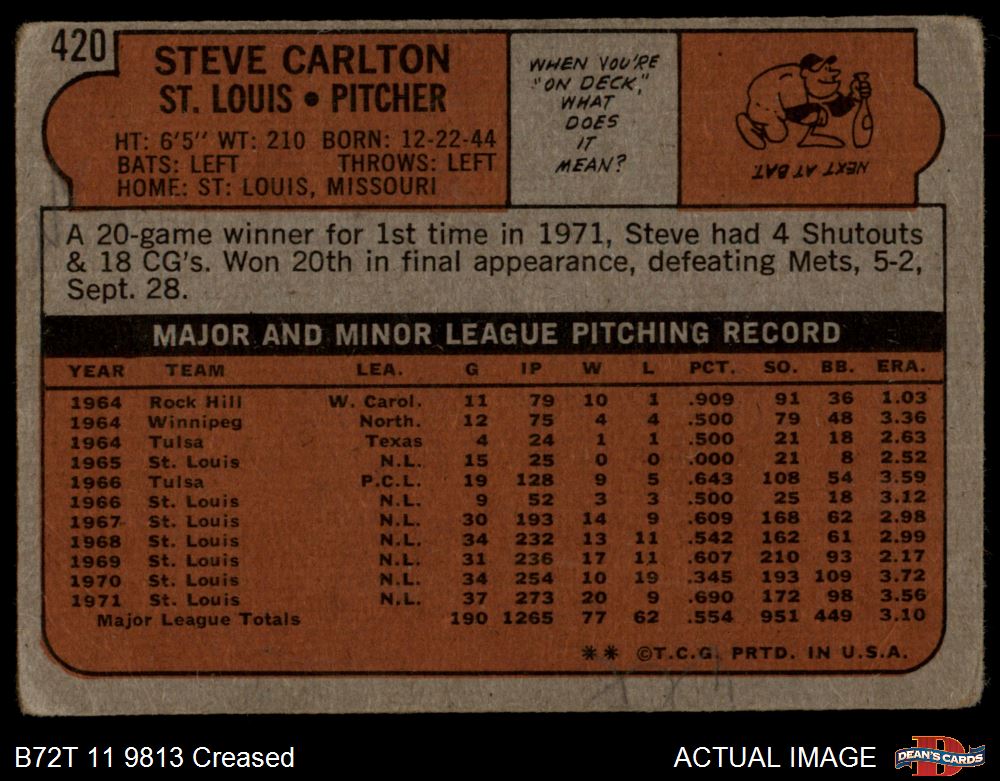 420
STEVE CARLTON
ST. LOUIS • PITCHER
HT: 6'5" WT: 210 BORN: 12-22-44
BATS: LEFT THROWS: LEFT
HOME: ST: LOUIS, MISSOURI
WHEN YOU'RE
"ON DECK,"
WHAT
DOES
IT
MEAN?
NEXT AT BAT.
A 20-game winner for 1st time in 1971, Steve had 4 Shutouts
& 18 CG's. Won 20th in final appearance, defeating Mets, 5-2,
Sept. 28.
MAJOR AND MINOR LEAGUE PITCHING RECORD
YEAR TEAM LEA. G IP W L PCT. SO. BB. ERA.
1964 Rock Hill W. Carol. 11 79 10 1 .909 91 36 1.03
1964 Winnipeg North. 12 75 4 4 .500 79 48 3.36
1964 Tulsa Texas 4 24 1 1 .500 21 18 2.63
1965 St. Louis N.L. 15 25 0 0 .000 21 8 2.52
1966 Tulsa P.C.L. 19 128 9 5 .643 108 54 3.59
1966 St. Louis N.L. 9 52 3 3 .500 25 18 3.12
1967 St. Louis N.L. 30 193 14 9 .609 168 62 2.98
1968 St. Louis N.L. 34 232 13 11 .542 162 61 2.99
1969 St. Louis N.L. 31 236 17 11 .607 210 93 2.17
1970 St. Louis N.L. 34 254 10 19 .345 193 109 3.72
1971 St. Louis N.L. 37 273 20 9 .690 172 98 3.56
Major League Totals 190 1265 77 62 .554 951 449 3.10
** ©T.C.G. PRTD. IN U.S.A.
B72T 11 9813 Creased
ACTUAL IMAGE
D
DEAN'S CARDS